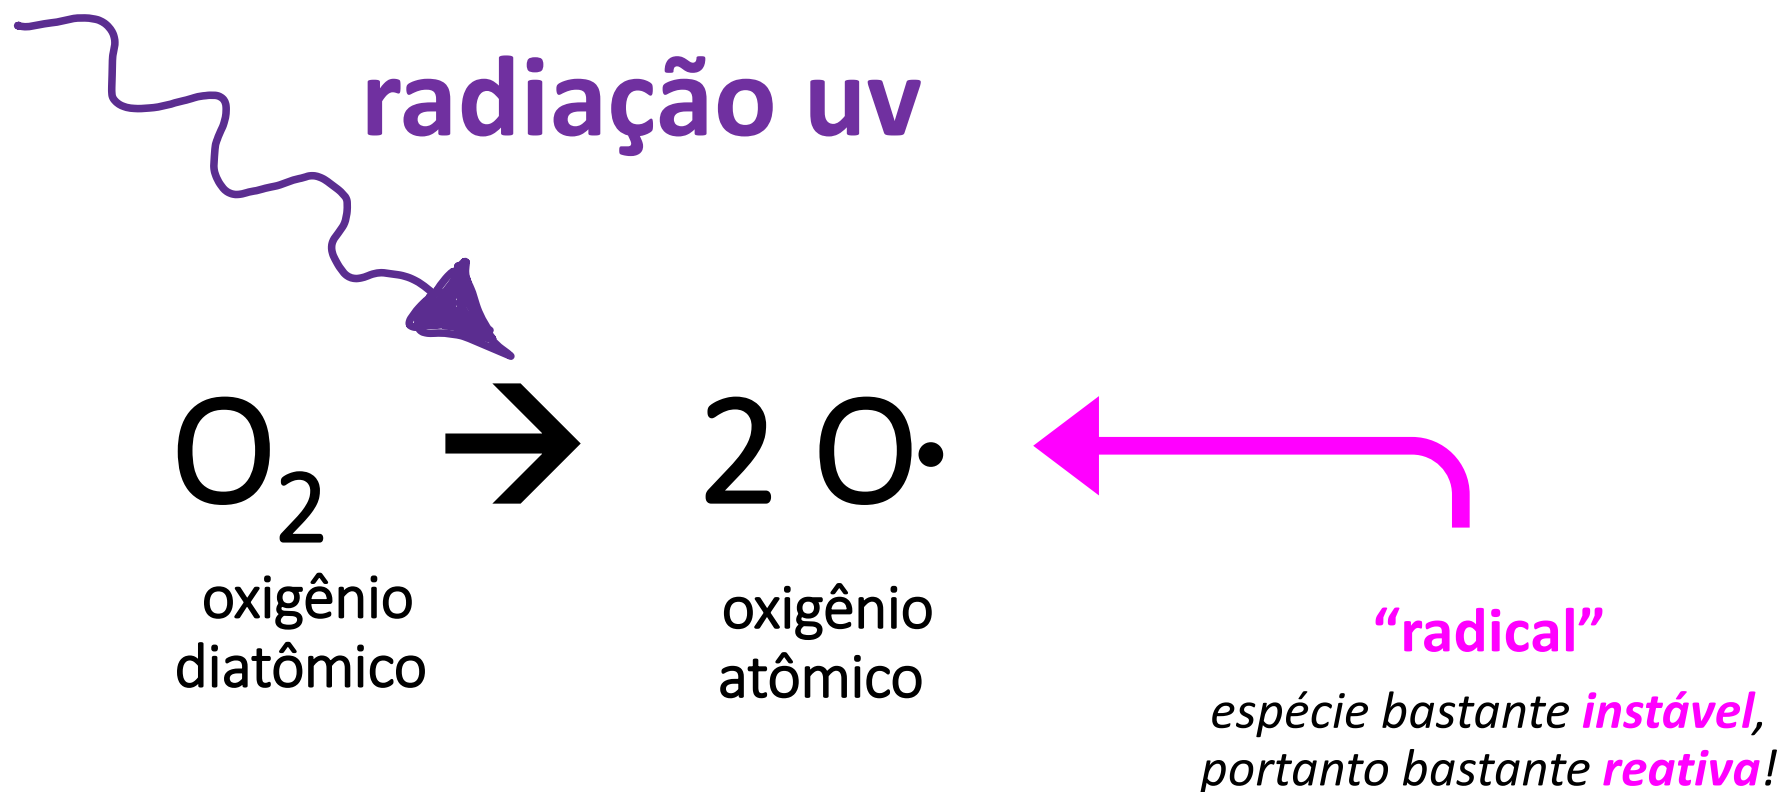 radiação uv
O₂ → 2 O•
oxigênio
diatômico
oxigênio
atômico
“radical”
espécie bastante instável,
portanto bastante reativa!